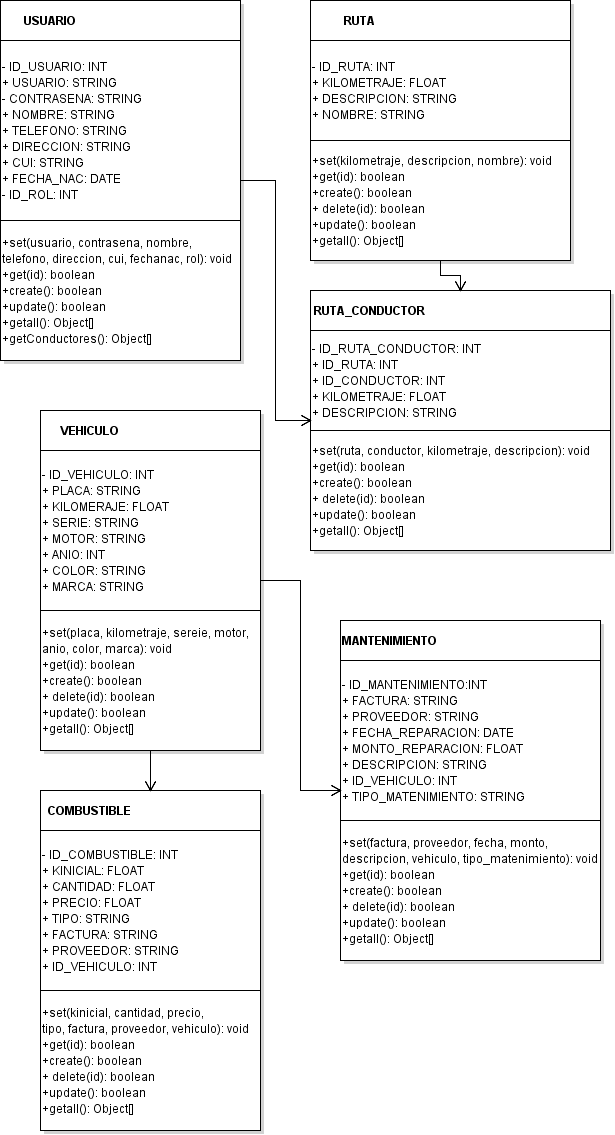 USUARIO
- ID_USUARIO: INT
+ USUARIO: STRING
- CONTRASENA: STRING
+ NOMBRE: STRING
+ TELEFONO: STRING
+ DIRECCION: STRING
+ CUI: STRING
+ FECHA_NAC: DATE
- ID_ROL: INT
+set(usuario, contrasena, nombre,
telefono, direccion, cui, fechanac, rol): void
+get(id): boolean
+create(): boolean
+update(): boolean
+getall(): Object[]
+getConductores(): Object[]
RUTA
- ID_RUTA: INT
+ KILOMETRAJE: FLOAT
+ DESCRIPCION: STRING
+ NOMBRE: STRING
+set(kilometraje, descripcion, nombre): void
+get(id): boolean
+create(): boolean
+ delete(id): boolean
+update(): boolean
+getall(): Object[]
RUTA_CONDUCTOR
- ID_RUTA_CONDUCTOR: INT
+ ID_RUTA: INT
+ ID_CONDUCTOR: INT
+ KILOMETRAJE: FLOAT
+ DESCRIPCION: STRING
+set(ruta, conductor, kilometraje, descripcion): void
+get(id): boolean
+create(): boolean
+ delete(id): boolean
+update(): boolean
+getall(): Object[]
VEHICULO
- ID_VEHICULO: INT
+ PLACA: STRING
+ KILOMERAJE: FLOAT
+ SERIE: STRING
+ MOTOR: STRING
+ ANIO: INT
+ COLOR: STRING
+ MARCA: STRING
+set(placa, kilometraje, sereie, motor,
anio, color, marca): void
+get(id): boolean
+create(): boolean
+ delete(id): boolean
+update(): boolean
+getall(): Object[]
MANTENIMIENTO
- ID_MANTENIMIENTO:INT
+ FACTURA: STRING
+ PROVEEDOR: STRING
+ FECHA_REPARACION: DATE
+ MONTO_REPARACION: FLOAT
+ DESCRIPCION: STRING
+ ID_VEHICULO: INT
+ TIPO_MATENIMIENTO: STRING
+set(factura, proveedor, fecha, monto,
descripcion, vehiculo, tipo_matenimiento): void
+get(id): boolean
+create(): boolean
+ delete(id): boolean
+update(): boolean
+getall(): Object[]
COMBUSTIBLE
- ID_COMBUSTIBLE: INT
+ KINICIAL: FLOAT
+ CANTIDAD: FLOAT
+ PRECIO: FLOAT
+ TIPO: STRING
+ FACTURA: STRING
+ PROVEEDOR: STRING
+ ID_VEHICULO: INT
+set(kinicial, cantidad, precio,
tipo, factura, proveedor, vehiculo): void
+get(id): boolean
+create(): boolean
+ delete(id): boolean
+update(): boolean
+getall(): Object[]